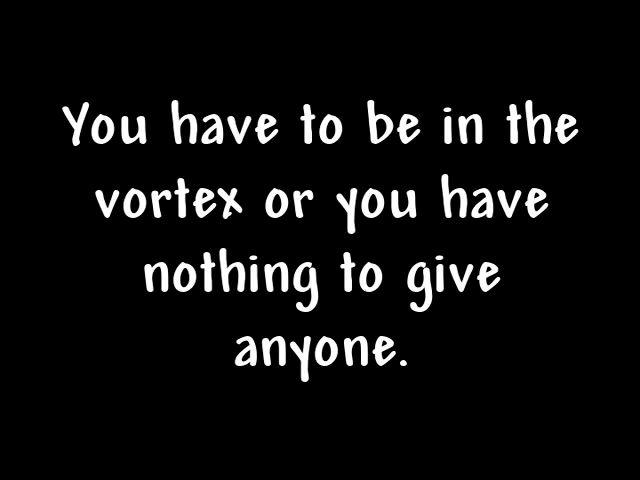 You have to be in the
vortex or you have
nothing to give
anyone.